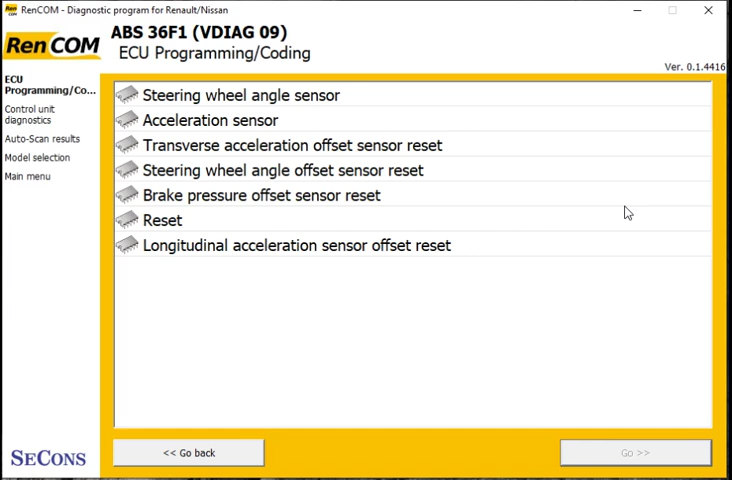 RenCOM - Diagnostic program for Renault/Nissan
RenCOM
ABS 36F1 (VDIAG 09)
ECU Programming/Coding
Ver. 0.1.4416
ECU
Programming/Co...
Control unit
diagnostics
Auto-Scan results
Model selection
Main menu
Steering wheel angle sensor
Acceleration sensor
Transverse acceleration offset sensor reset
Steering wheel angle offset sensor reset
Brake pressure offset sensor reset
Reset
Longitudinal acceleration sensor offset reset
SECONS
<< Go back
Go >>